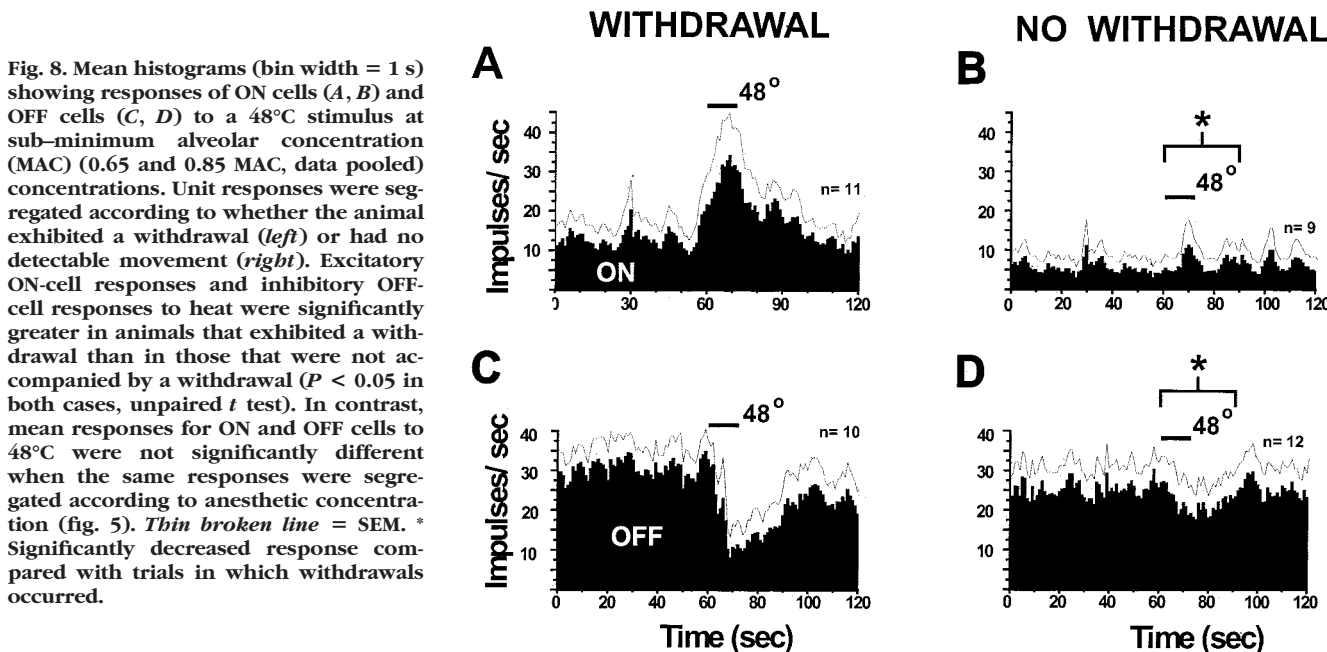 Fig. 8. Mean histograms (bin width = 1 s)
showing responses of ON cells (A, B) and
OFF cells (C, D) to a 48°C stimulus at
sub–minimum alveolar concentration
(MAC) (0.65 and 0.85 MAC, data pooled)
concentrations. Unit responses were seg-
regated according to whether the animal
exhibited a withdrawal (left) or had no
detectable movement (right). Excitatory
ON-cell responses and inhibitory OFF-
cell responses to heat were significantly
greater in animals that exhibited a with-
drawal than in those that were not ac-
companied by a withdrawal (P < 0.05 in
both cases, unpaired t test). In contrast,
mean responses for ON and OFF cells to
48°C were not significantly different
when the same responses were segre-
gated according to anesthetic concentra-
tion (fig. 5). Thin broken line = SEM. *
Significantly decreased response com-
pared with trials in which withdrawals
occurred.
WITHDRAWAL
A
48°
Impulses/ sec
40
30
20
10
n= 11
ON
0 30 60 90 120
NO WITHDRAWAL
B
*
48°
40
30
20
10
n= 9
0 20 40 60 80 100 120
C
48°
Impulses/ sec
40
30
20
10
n= 10
OFF
0 20 40 60 80 100 120
Time (sec)
D
*
48°
40
30
20
10
n= 12
0 20 40 60 80 100 120
Time (sec)